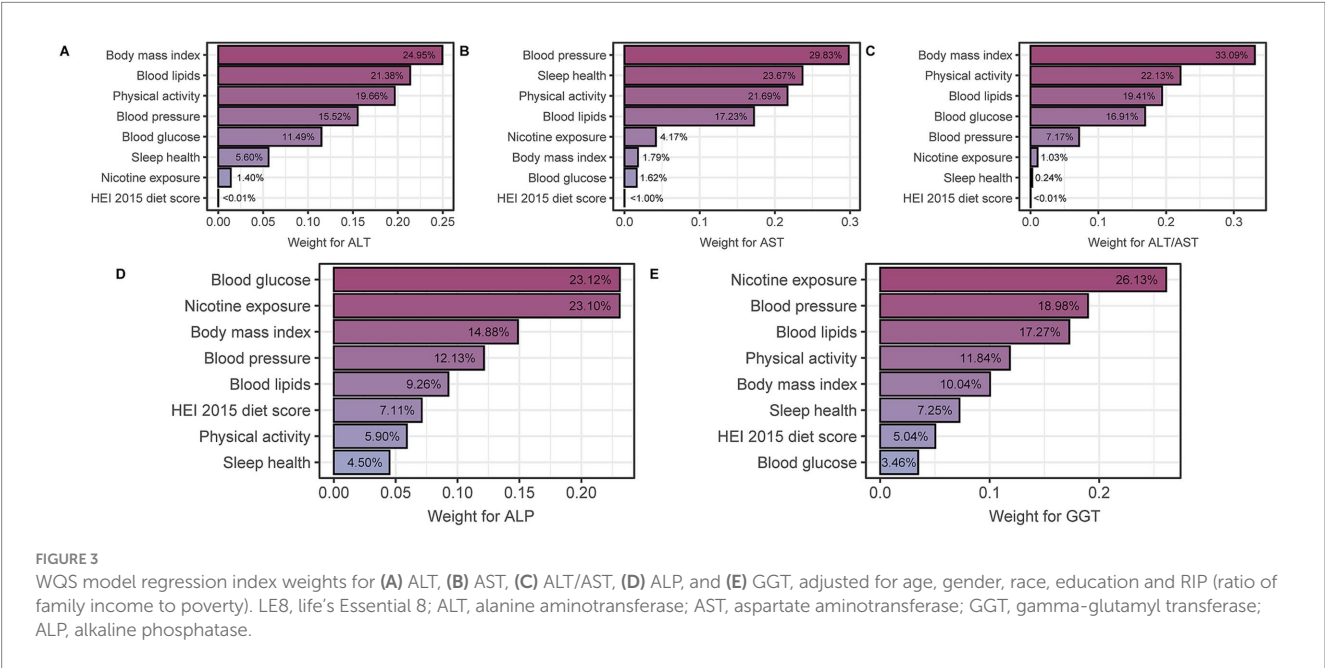 A
Body mass index 24.95%
Blood lipids 21.38%
Physical activity 19.66%
Blood pressure 15.52%
Blood glucose 11.49%
Sleep health 5.60%
Nicotine exposure 1.40%
HEI 2015 diet score <0.01%
0.00 0.05 0.10 0.15 0.20 0.25
Weight for ALT
B
Blood pressure 29.83%
Sleep health 23.67%
Physical activity 21.69%
Blood lipids 17.23%
Nicotine exposure 4.17%
Body mass index 1.79%
Blood glucose 1.62%
HEI 2015 diet score <1.00%
0.0 0.1 0.2 0.3
Weight for AST
C
Body mass index 33.09%
Physical activity 22.13%
Blood lipids 19.41%
Blood glucose 16.91%
Blood pressure 7.17%
Nicotine exposure 1.03%
Sleep health 0.24%
HEI 2015 diet score <0.01%
0.0 0.1 0.2 0.3
Weight for ALT/AST
D
Blood glucose 23.12%
Nicotine exposure 23.10%
Body mass index 14.88%
Blood pressure 12.13%
Blood lipids 9.26%
HEI 2015 diet score 7.11%
Physical activity 5.90%
Sleep health 4.50%
0.00 0.05 0.10 0.15 0.20
Weight for ALP
E
Nicotine exposure 26.13%
Blood pressure 18.98%
Blood lipids 17.27%
Physical activity 11.84%
Body mass index 10.04%
Sleep health 7.25%
HEI 2015 diet score 5.04%
Blood glucose 3.46%
0.0 0.1 0.2
Weight for GGT
FIGURE 3
WQS model regression index weights for (A) ALT, (B) AST, (C) ALT/AST, (D) ALP, and (E) GGT, adjusted for age, gender, race, education and RIP (ratio of
family income to poverty). LE8, life's Essential 8; ALT, alanine aminotransferase; AST, aspartate aminotransferase; GGT, gamma-glutamyl transferase;
ALP, alkaline phosphatase.